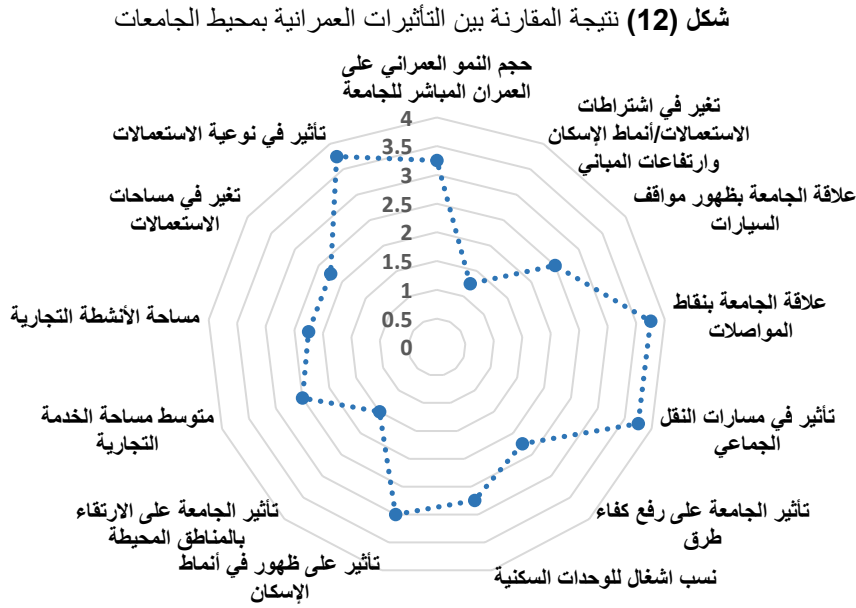 شكل (12) نتيجة المقارنة بين التأثيرات العمرانية بمحيط الجامعات
حجم النمو العمراني على
العمران المباشر للجامعة
تغير في اشتراطات
الاستعمالات/أنماط الإسكان
وارتفاعات المباني
علاقة الجامعة بظهور مواقف
السيارات
علاقة الجامعة بنقاط
المواصلات
تأثير في مسارات النقل
الجماعي
تأثير الجامعة على رفع كفاء
طرق
نسب اشغال للوحدات السكنية
تأثير على ظهور في أنماط
الإسكان
تأثير الجامعة على الارتقاء
بالمناطق المحيطة
متوسط مساحة الخدمة
التجارية
مساحة الأنشطة التجارية
تغير في مساحات
الاستعمالات
تأثير في نوعية الاستعمالات
4
3.5
3
2.5
2
1.5
1
0.5
0